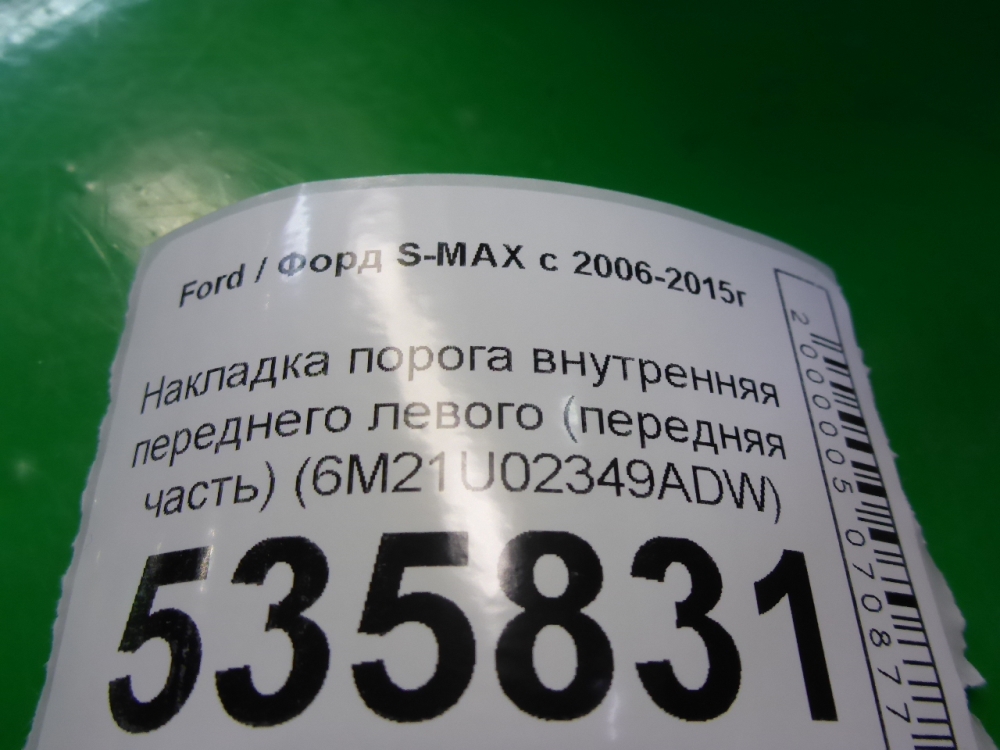 Ford / Форд S-MAX с 2006-2015г
Накладка порога внутренняя
переднего левого (передняя
часть) (6M21U02349ADW)
535831
2000005070877